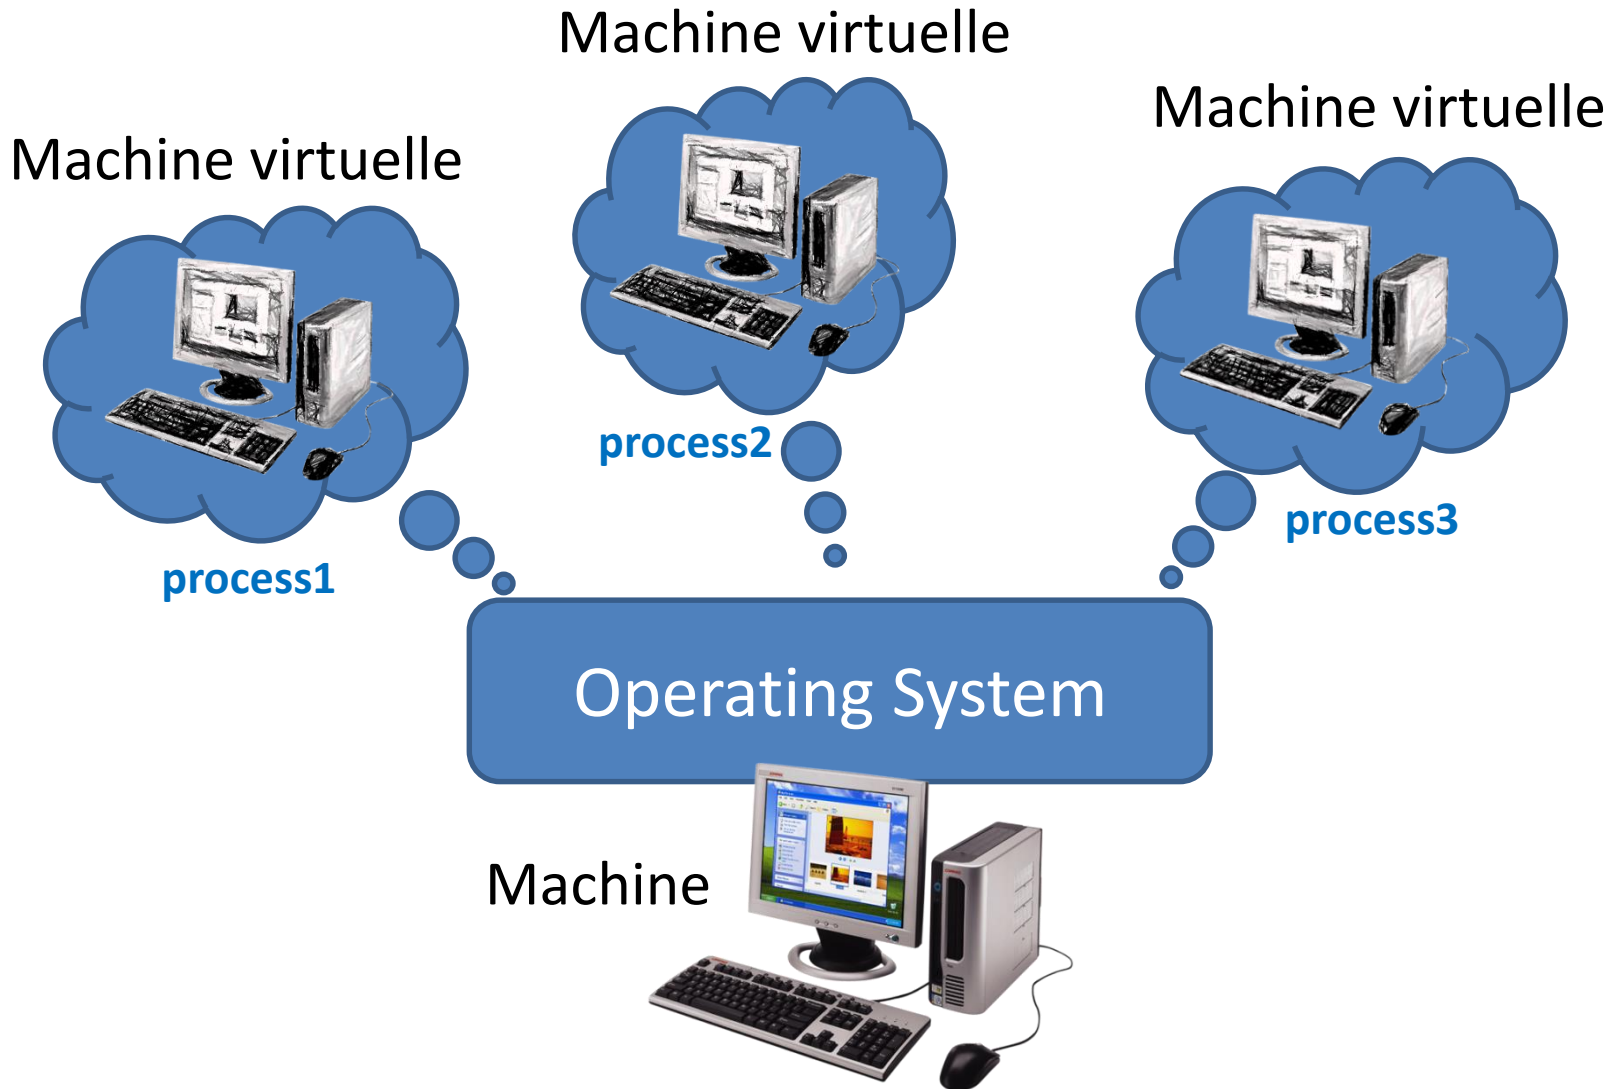 Machine virtuelle
Machine virtuelle
Machine virtuelle
process2
process3
process1
Operating System
Machine